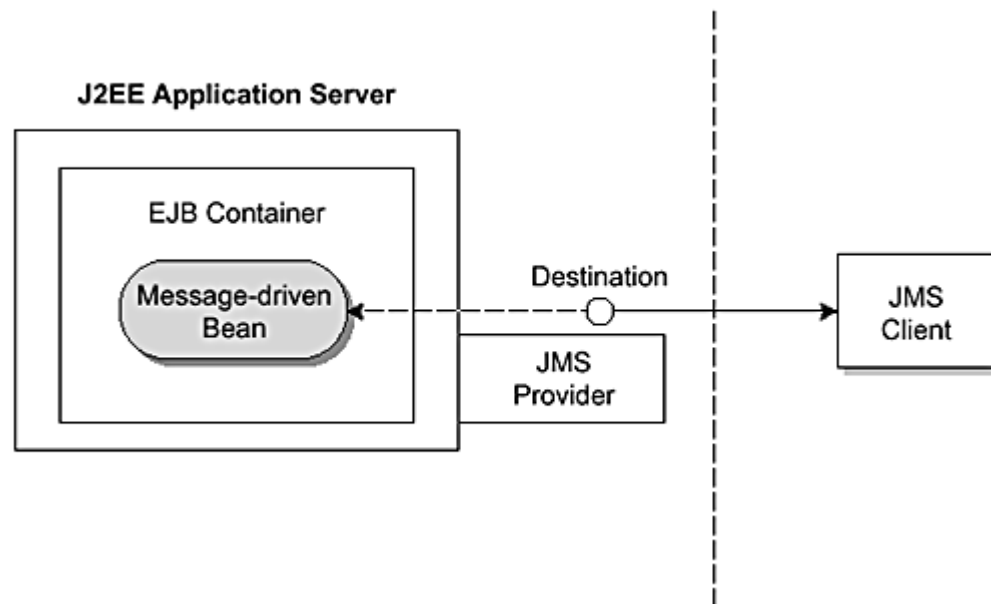 J2EE Application Server
EJB Container
Message-driven
Bean
Destination
JMS
Provider
JMS
Client